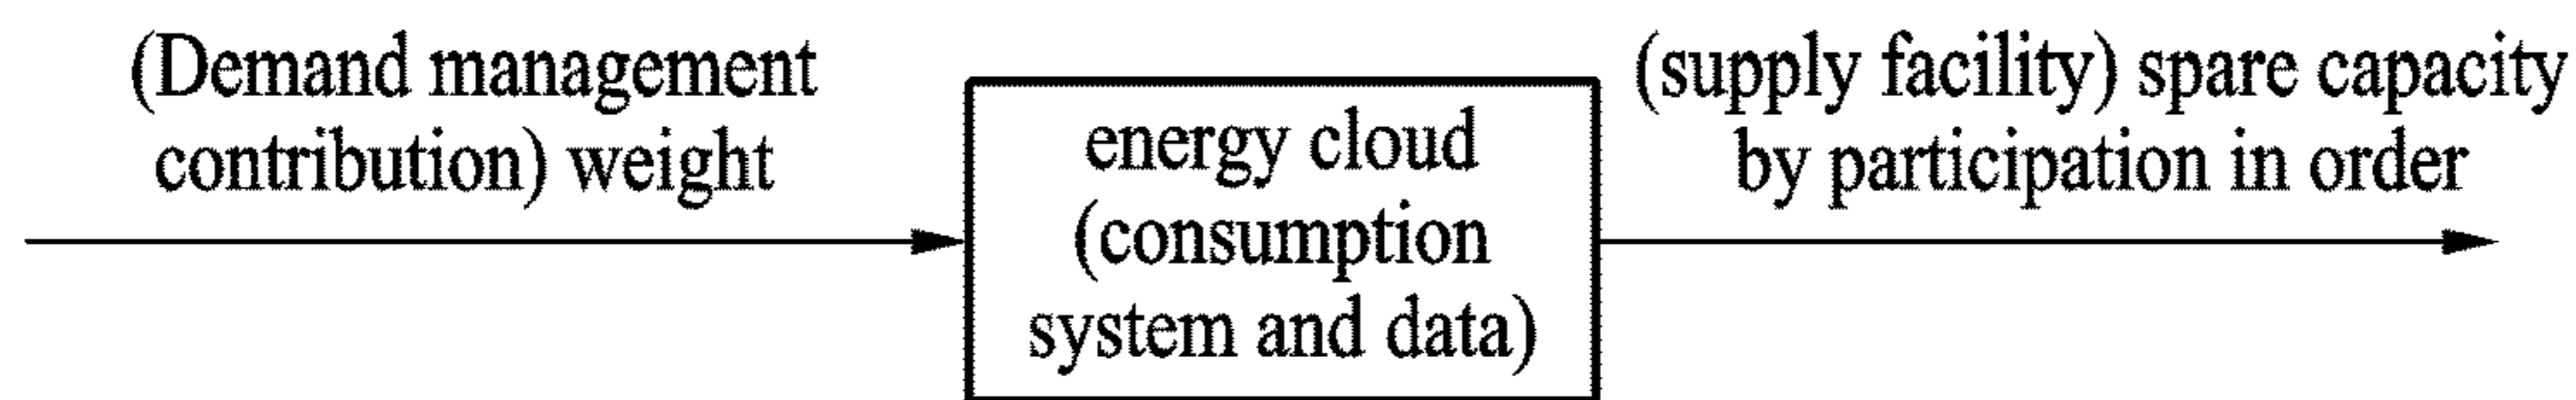 (Demand management
contribution) weight
energy cloud
(consumption
system and data)
(supply facility) spare capacity
by participation in order